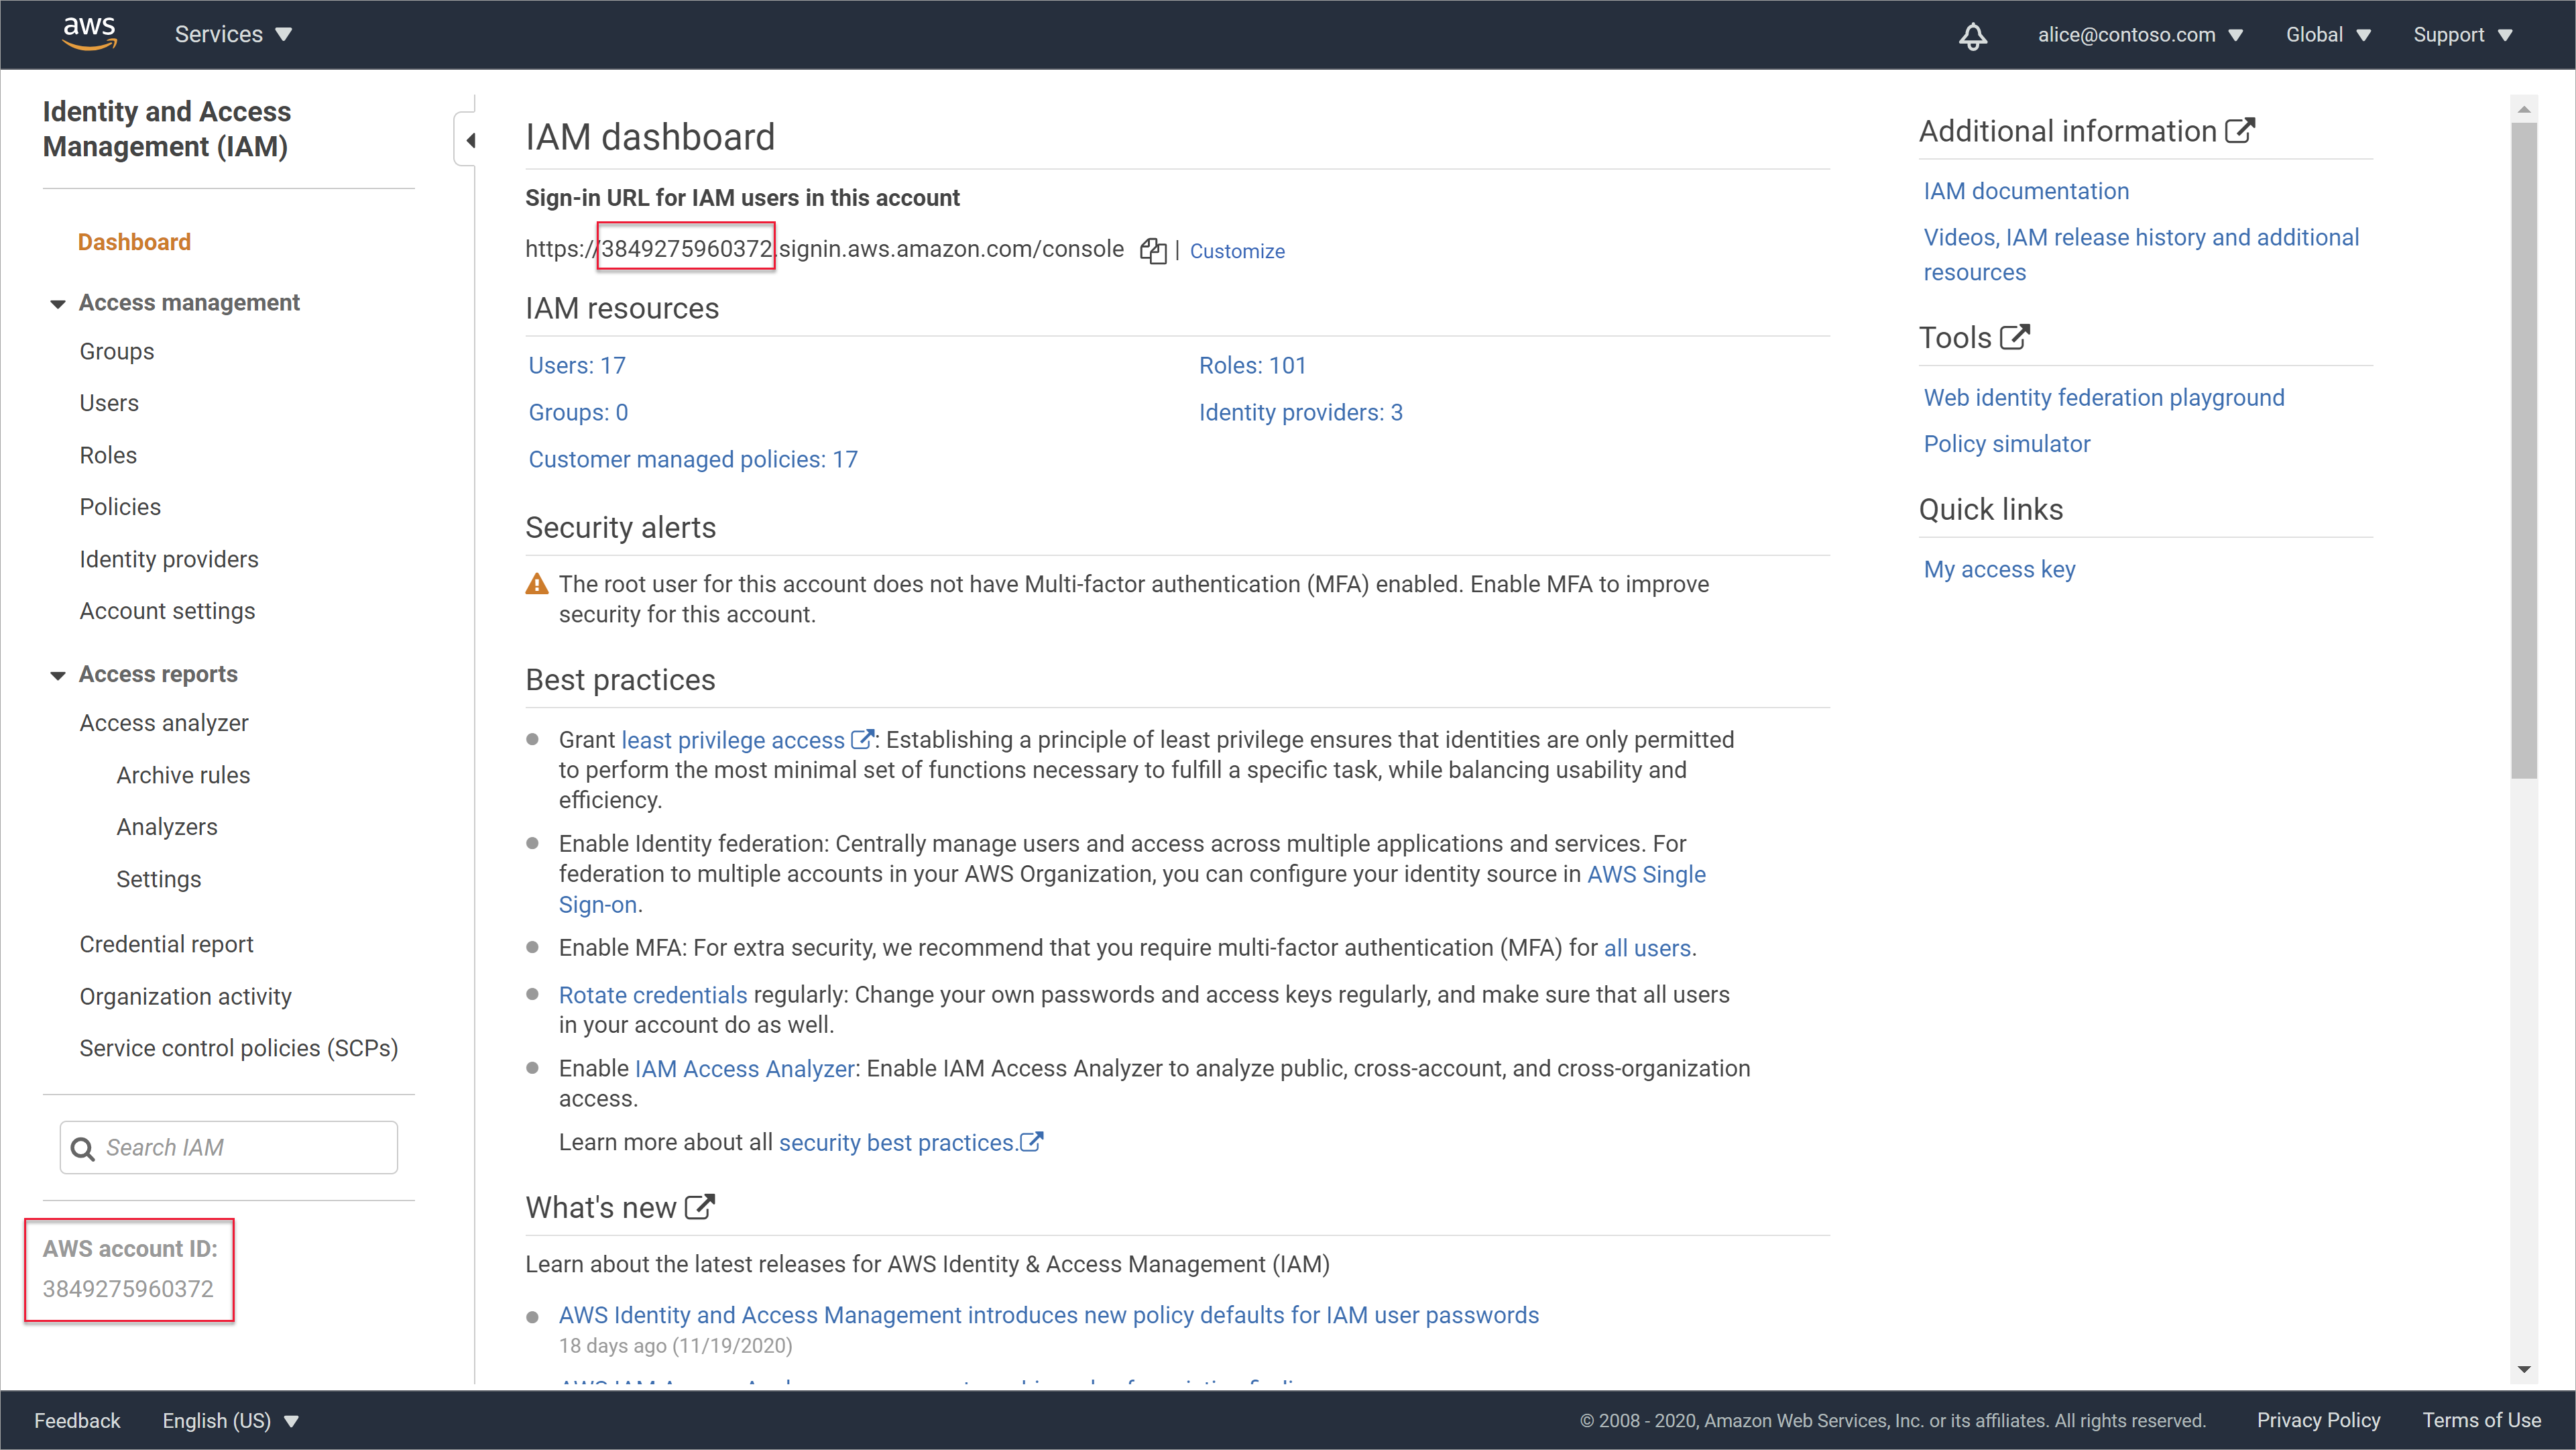 aws
Services
alice@contoso.com
Global
Support
Identity and Access
Management (IAM)
Dashboard
Access management
Groups
Users
Roles
Policies
Identity providers
Account settings
Access reports
Access analyzer
Archive rules
Analyzers
Settings
Credential report
Organization activity
Service control policies (SCPs)
Search IAM
AWS account ID:
3849275960372
IAM dashboard
Sign-in URL for IAM users in this account
https://3849275960372.signin.aws.amazon.com/console | Customize
IAM resources
Users: 17
Roles: 101
Groups: 0
Identity providers: 3
Customer managed policies: 17
Security alerts
The root user for this account does not have Multi-factor authentication (MFA) enabled. Enable MFA to improve
security for this account.
Best practices
Grant least privilege access : Establishing a principle of least privilege ensures that identities are only permitted
to perform the most minimal set of functions necessary to fulfill a specific task, while balancing usability and
efficiency.
Enable Identity federation: Centrally manage users and access across multiple applications and services. For
federation to multiple accounts in your AWS Organization, you can configure your identity source in AWS Single
Sign-on.
Enable MFA: For extra security, we recommend that you require multi-factor authentication (MFA) for all users.
Rotate credentials regularly: Change your own passwords and access keys regularly, and make sure that all users
in your account do as well.
Enable IAM Access Analyzer: Enable IAM Access Analyzer to analyze public, cross-account, and cross-organization
access.
Learn more about all security best practices.
What's new
Learn about the latest releases for AWS Identity & Access Management (IAM)
AWS Identity and Access Management introduces new policy defaults for IAM user passwords
18 days ago (11/19/2020)
Additional information
IAM documentation
Videos, IAM release history and additional
resources
Tools
Web identity federation playground
Policy simulator
Quick links
My access key
Feedback
English (US)
© 2008 - 2020, Amazon Web Services, Inc. or its affiliates. All rights reserved.
Privacy Policy
Terms of Use